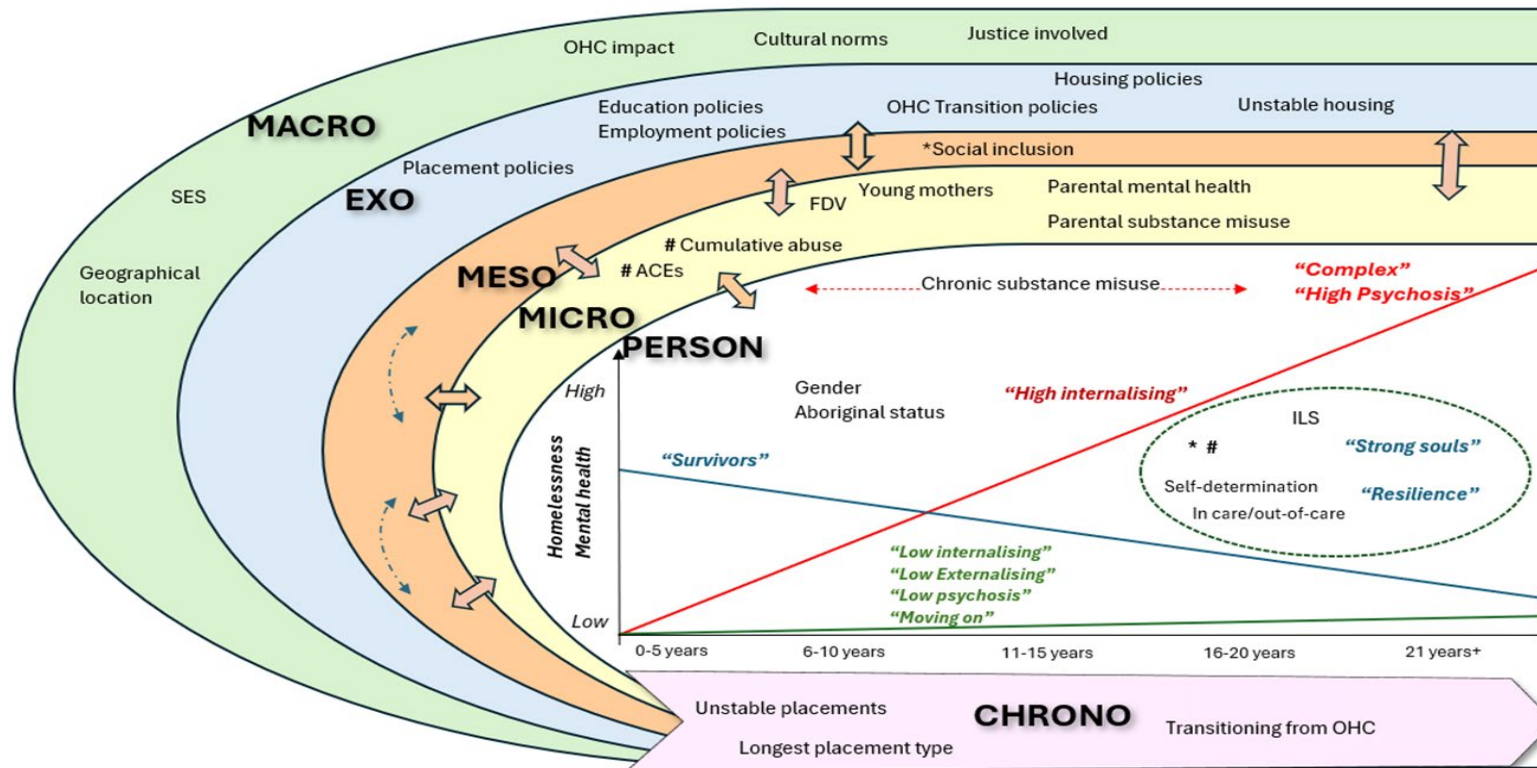 OHC impact
Cultural norms
Justice involved
MACRO
SES
Geographical
location
Housing policies
Education policies
Employment policies
OHC Transition policies
Unstable housing
Placement policies
EXO
*Social inclusion
MESO
FDV
Young mothers
Parental mental health
Parental substance misuse
# Cumulative abuse
# ACEs
MICRO
PERSON
Chronic substance misuse
“Complex”
“High Psychosis”
High
Homelessness
Mental health
Low
Gender
Aboriginal status
“High internalising”
“Survivors”
ILS
* #
“Strong souls”
Self-determination
“Resilience”
In care/out-of-care
“Low internalising”
“Low Externalising”
“Low psychosis”
“Moving on”
0-5 years
6-10 years
11-15 years
16-20 years
21 years+
Unstable placements
CHRONO
Transitioning from OHC
Longest placement type